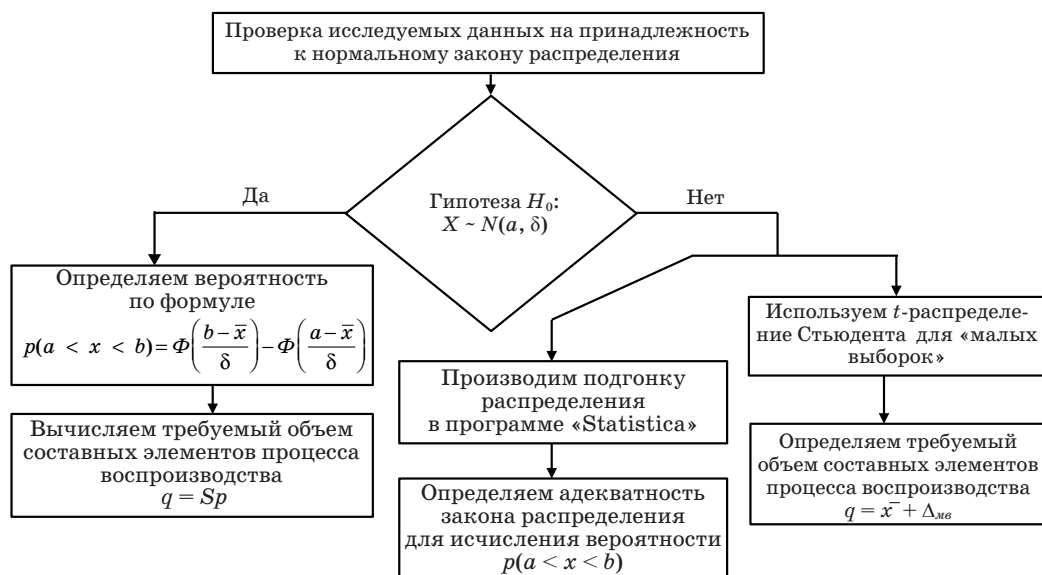 Проверка исследуемых данных на принадлежность
к нормальному закону распределения
Да
Гипотеза H₀:
X ~ N(a, δ)
Нет
Определяем вероятность
по формуле
p(a < x < b) = Φ((b − x̄)/δ) − Φ((a − x̄)/δ)
Вычисляем требуемый объем
составных элементов процесса
воспроизводства
q = Sp
Производим подгонку
распределения
в программе «Statistica»
Определяем адекватность
закона распределения
для исчисления вероятности
p(a < x < b)
Используем t-распределе-
ние Стьюдента для «малых
выборок»
Определяем требуемый
объем составных элементов
процесса воспроизводства
q = x̄ + Δмв